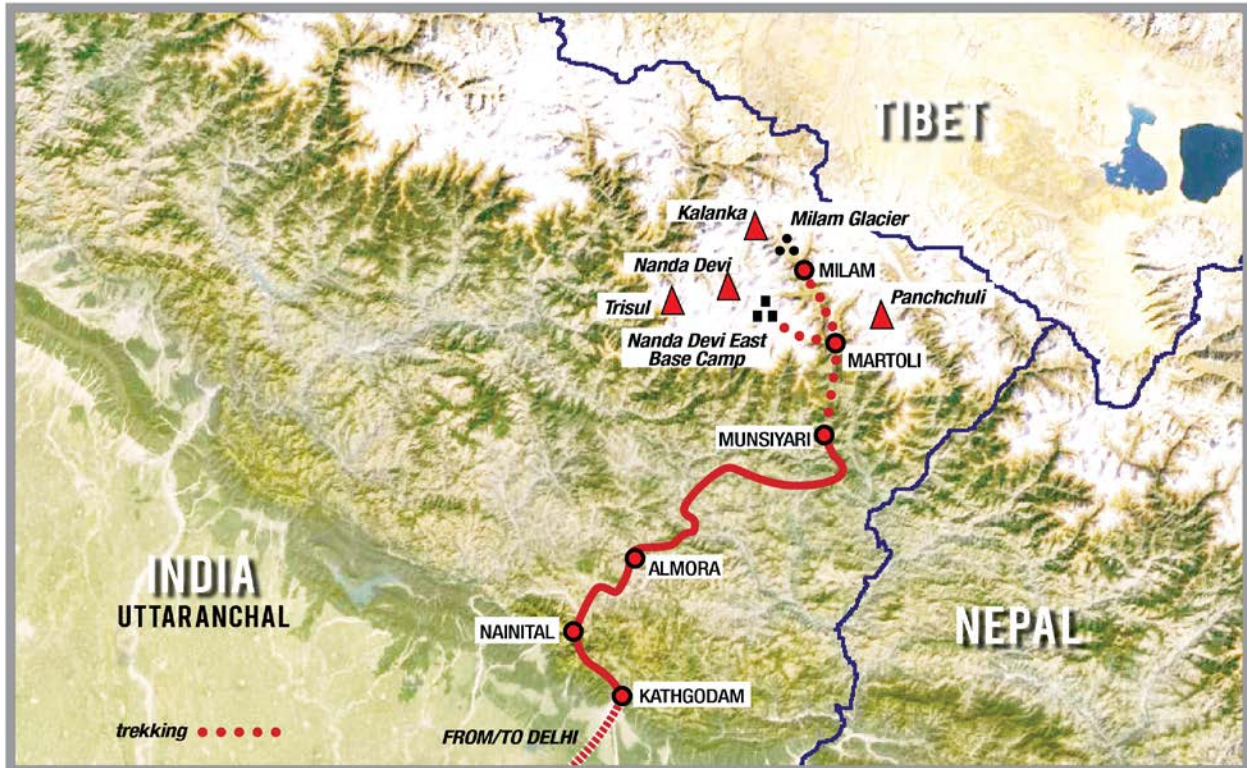 TIBET
Kalanka
Milam Glacier
Nanda Devi
MILAM
Trisul
Panchchuli
Nanda Devi East
Base Camp
MARTOLI
MUNSIYARI
ALMORA
INDIA
UTTARANCHAL
NEPAL
NAINITAL
KATHGODAM
trekking
FROM/TO DELHI